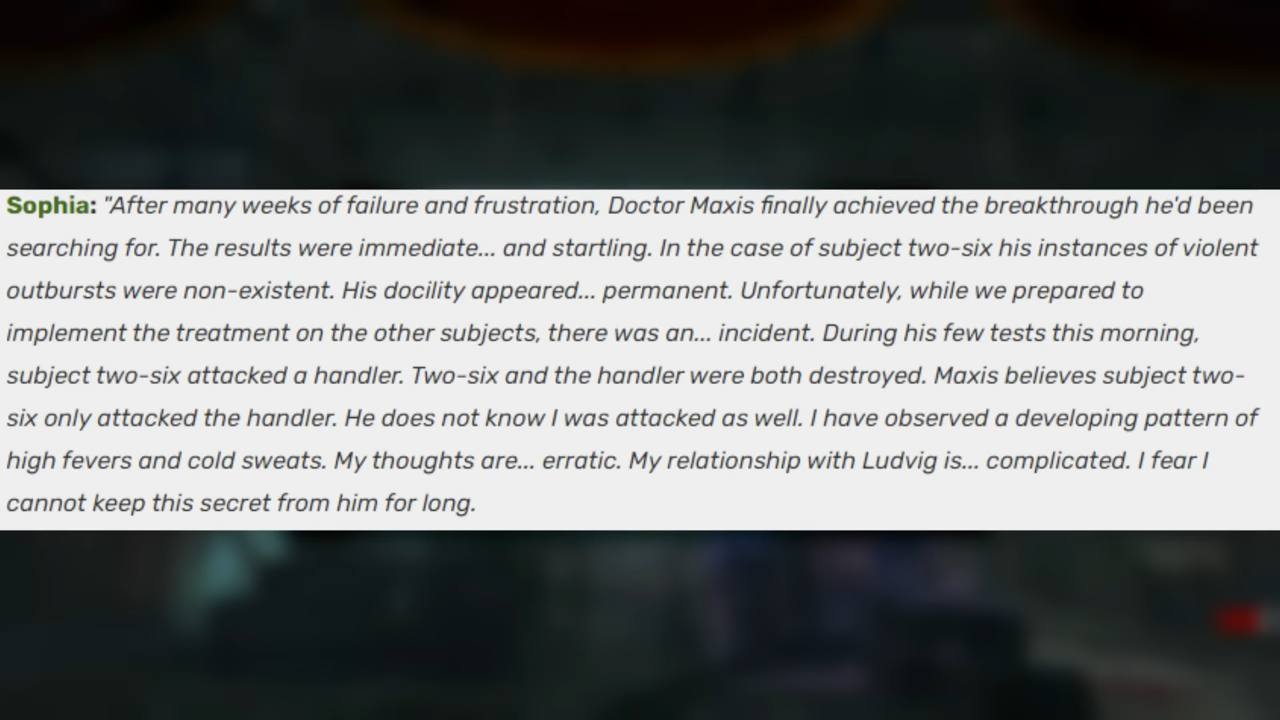 Sophia: "After many weeks of failure and frustration, Doctor Maxis finally achieved the breakthrough he'd been
searching for. The results were immediate... and startling. In the case of subject two-six his instances of violent
outbursts were non-existent. His docility appeared... permanent. Unfortunately, while we prepared to
implement the treatment on the other subjects, there was an... incident. During his few tests this morning,
subject two-six attacked a handler. Two-six and the handler were both destroyed. Maxis believes subject two-
six only attacked the handler. He does not know I was attacked as well. I have observed a developing pattern of
high fevers and cold sweats. My thoughts are... erratic. My relationship with Ludvig is... complicated. I fear I
cannot keep this secret from him for long.